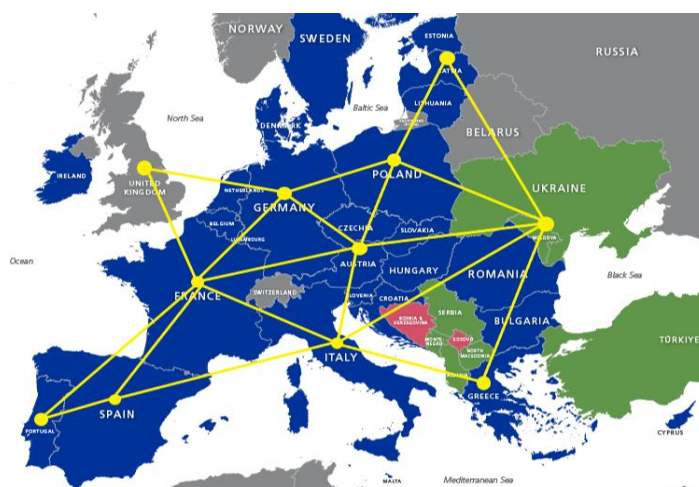 NORWAY
SWEDEN
ESTONIA
RUSSIA
LATVIA
Baltic Sea
LITHUANIA
North Sea
DENMARK
BELARUS
IRELAND
UNITED
KINGDOM
POLAND
UKRAINE
NETHERLANDS
GERMANY
BELGIUM
CZECHIA
SLOVAKIA
LUXEMBOURG
MOLDOVA
Ocean
AUSTRIA
HUNGARY
ROMANIA
Black Sea
FRANCE
SWITZERLAND
SLOVENIA
CROATIA
BOSNIA &
HERZEGOVINA
SERBIA
BULGARIA
MONTE-
NEGRO
KOSOVO
TÜRKIYE
ITALY
NORTH
MACEDONIA
GREECE
SPAIN
PORTUGAL
CYPRUS
MALTA
Mediterranean Sea